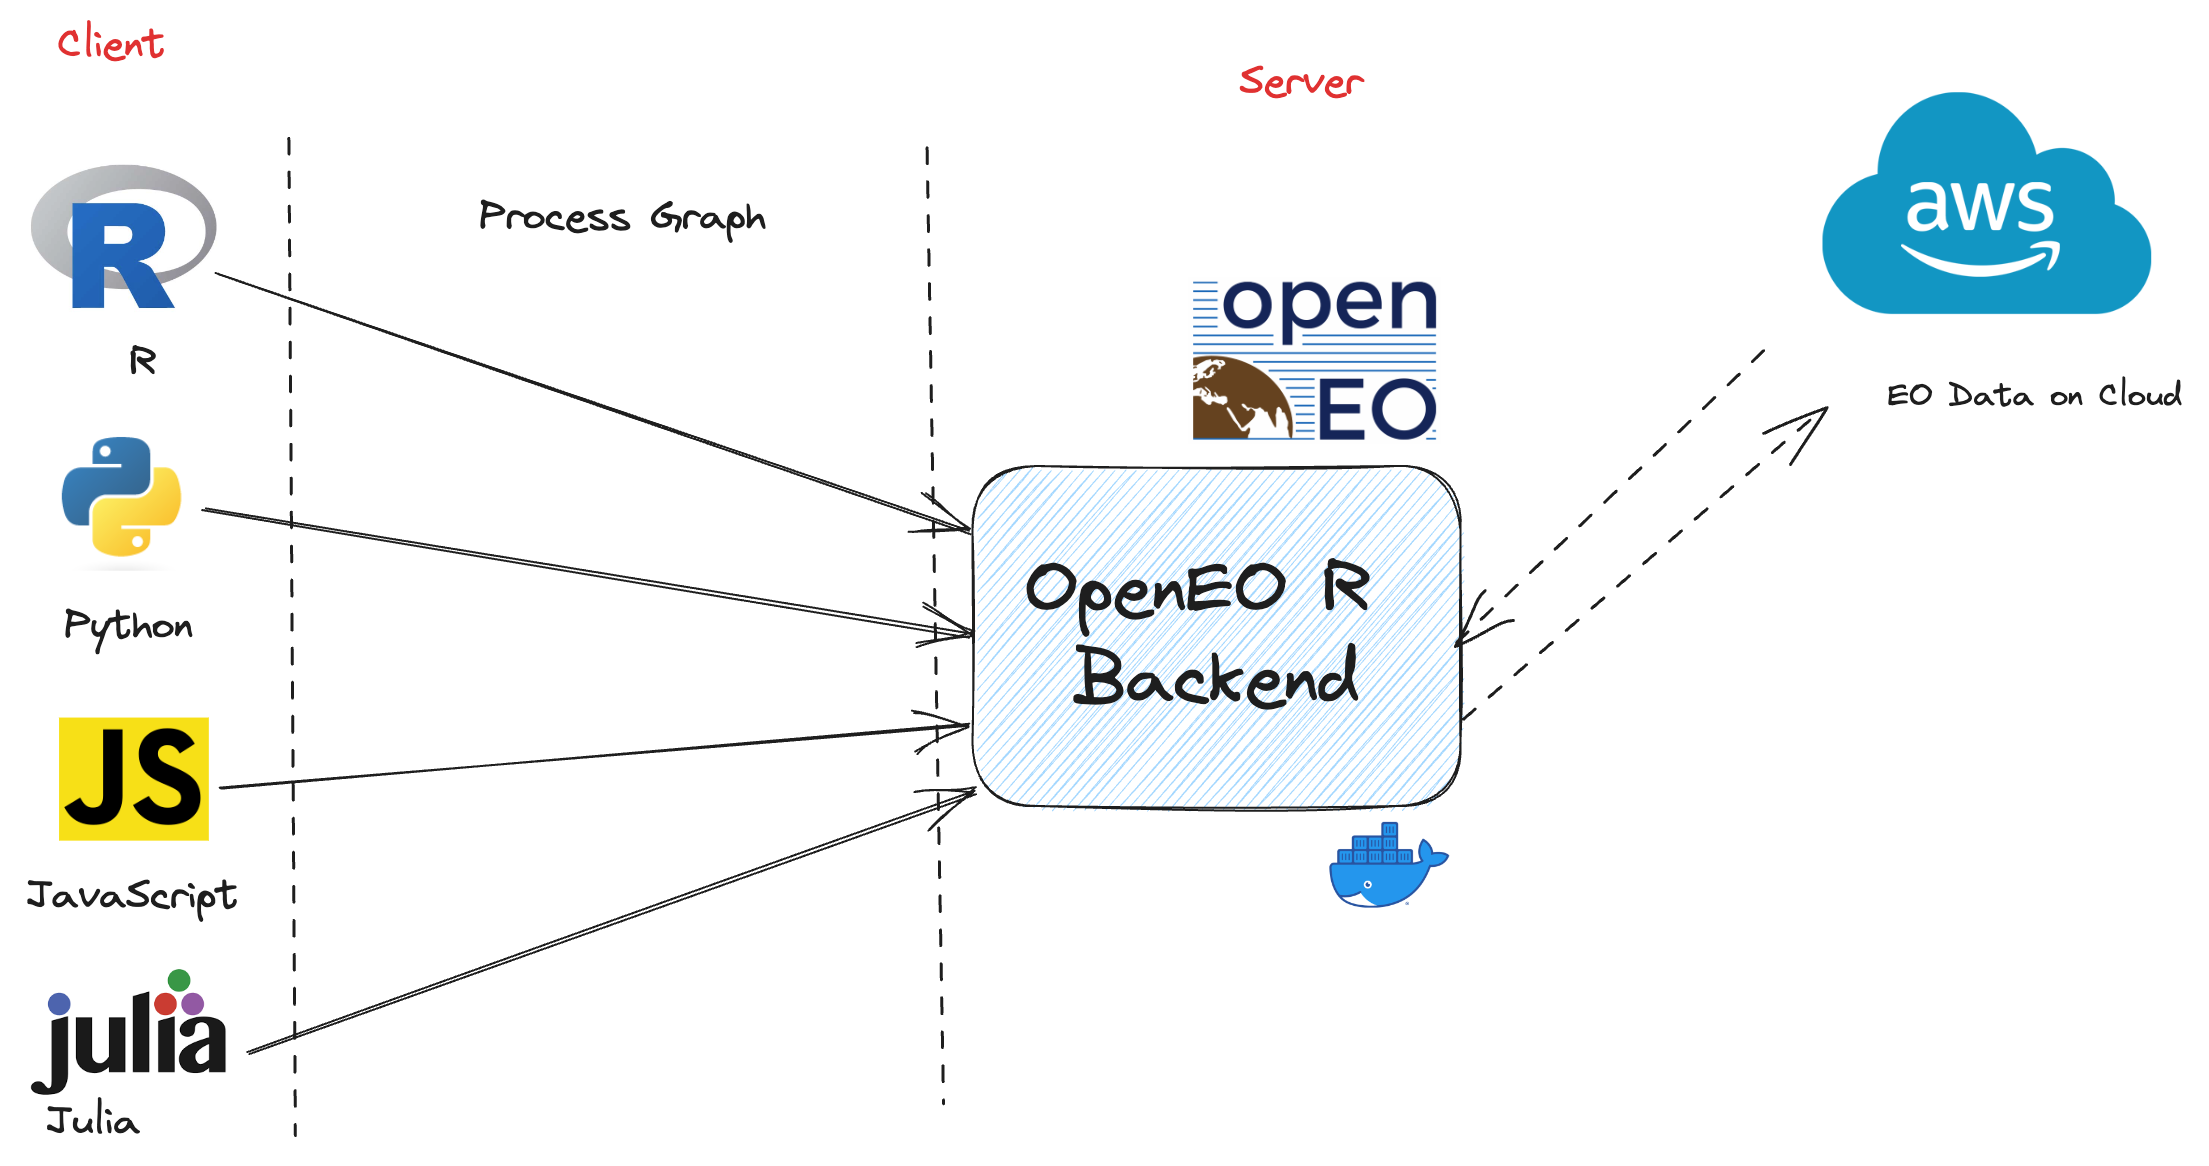 Client
Server
Process Graph
R
R
Python
JS
JavaScript
julia
Julia
open
EO
OpenEO R
Backend
aws
EO Data on Cloud